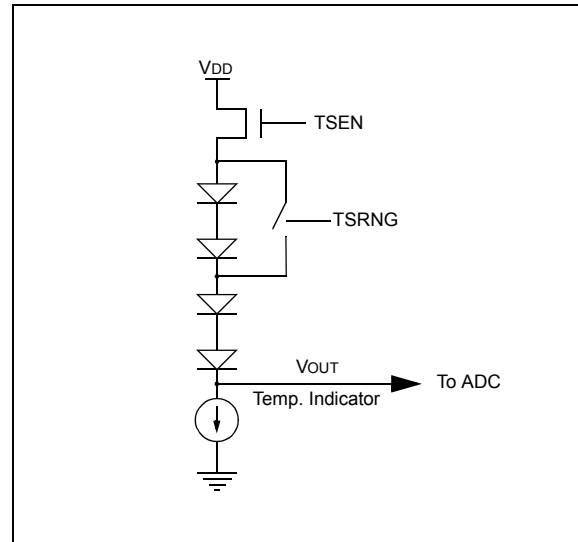 VDD
TSEN
TSRNG
VOUT
To ADC
Temp. Indicator